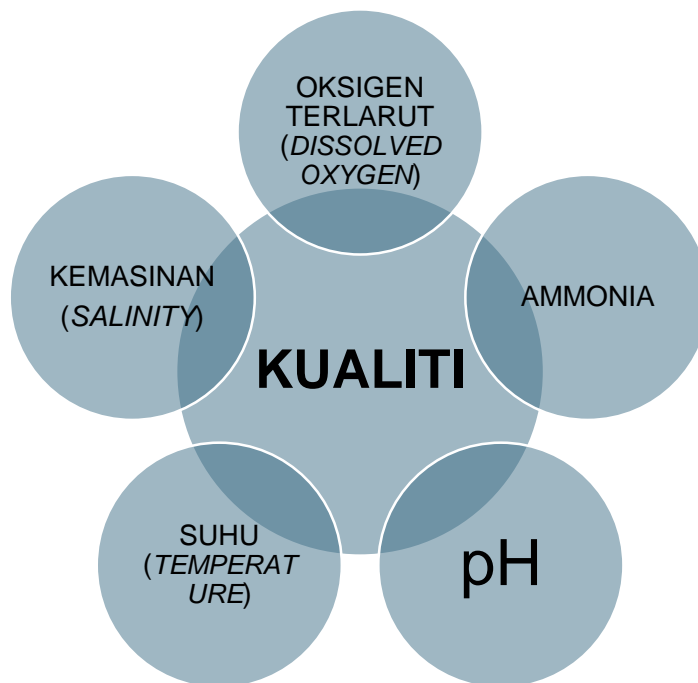 OKSIGEN
TERLARUT
(DISSOLVED
OXYGEN)
KEMASINAN
(SALINITY)
AMMONIA
KUALITI
SUHU
(TEMPERAT
URE)
pH